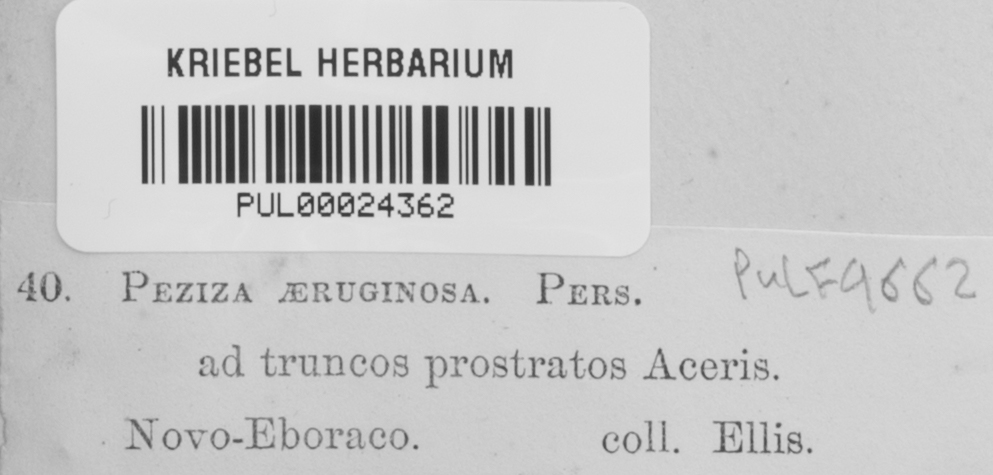 KRIEBEL HERBARIUM
PUL00024362
40. PEZIZA ÆRUGINOSA. PERS. PULF9662
ad truncos prostratos Aceris.
Novo-Eboraco. coll. Ellis.